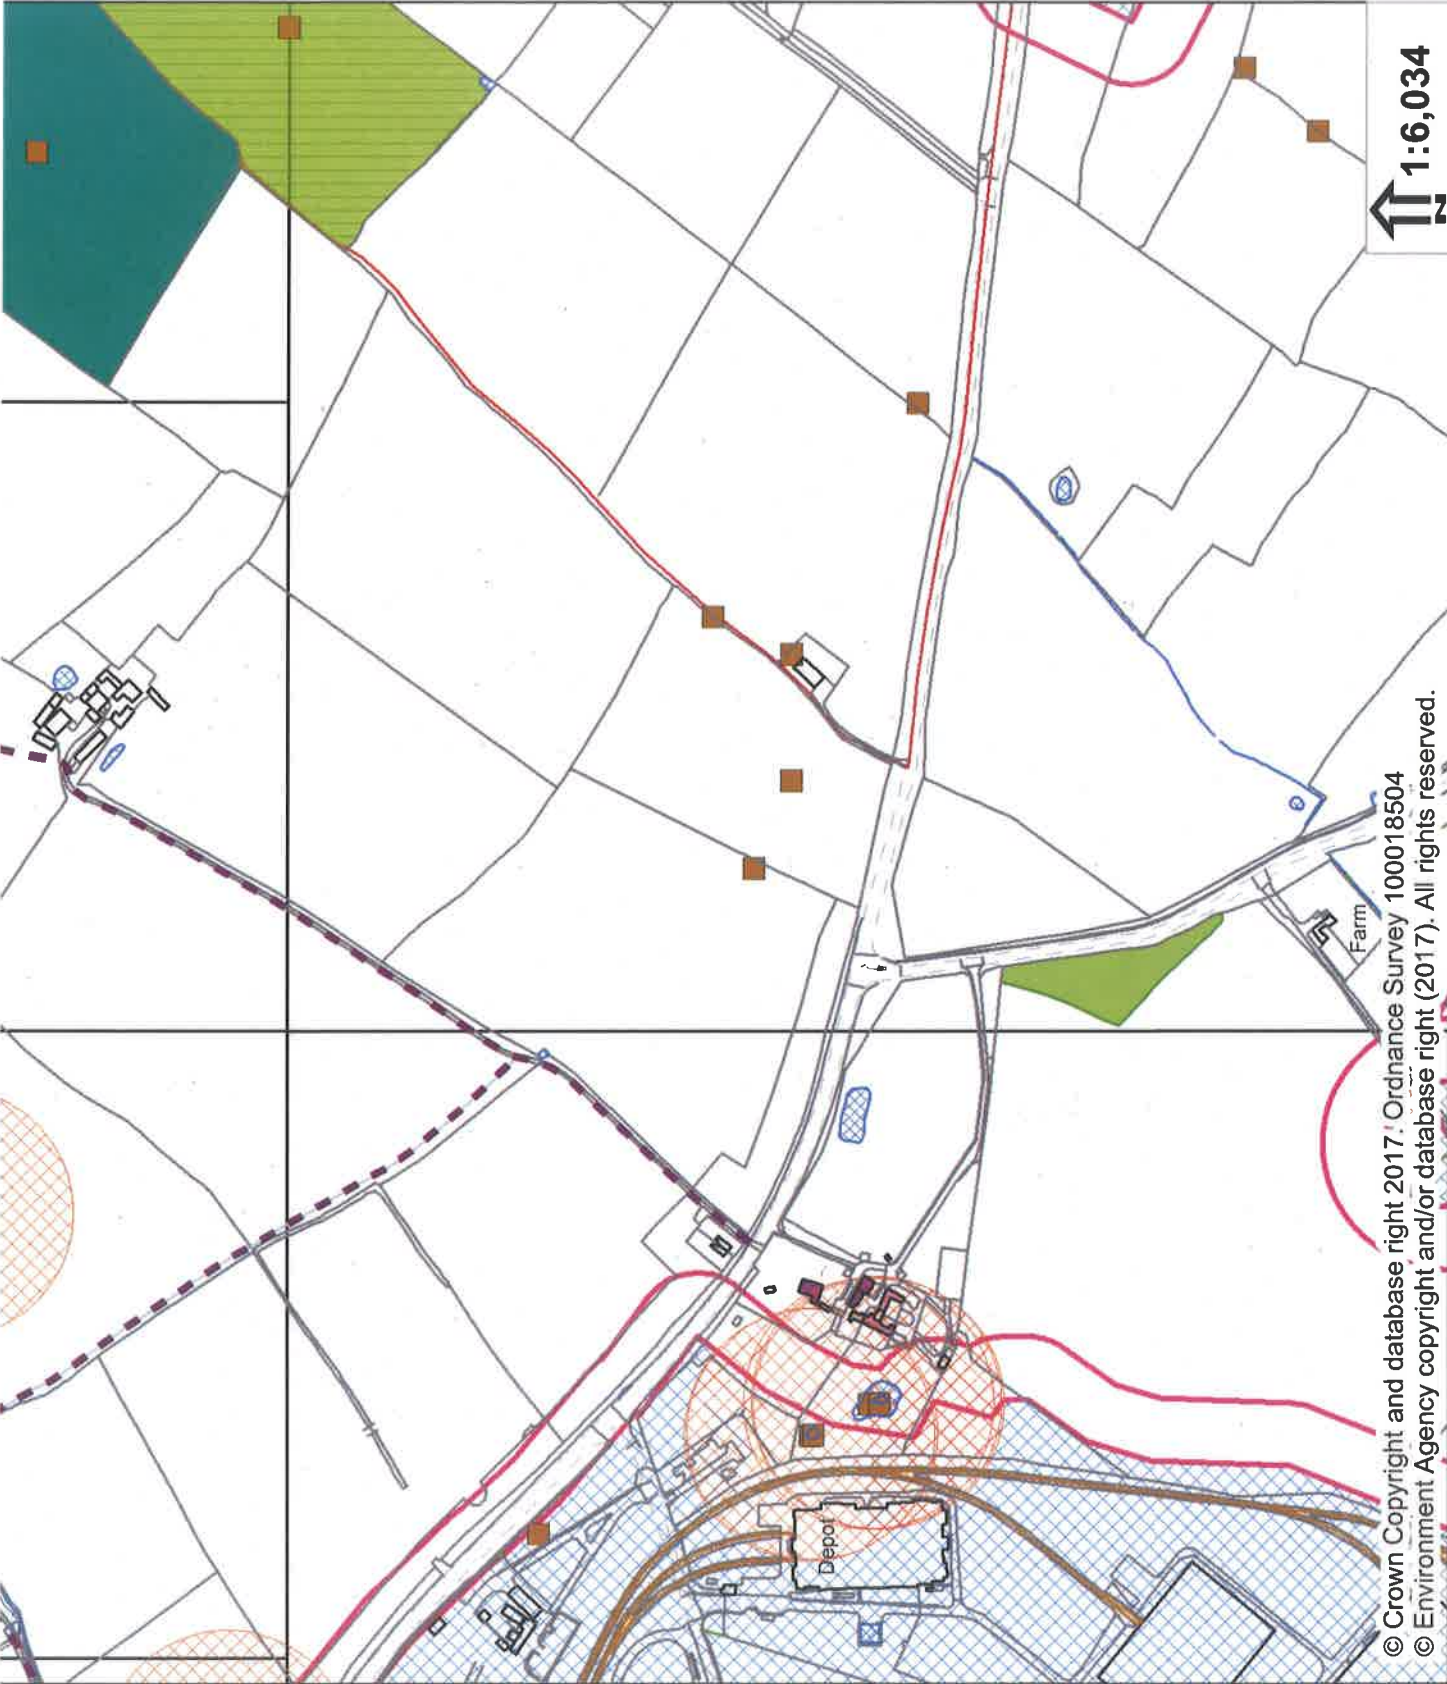 1:6,034
N
Depot
Farm
© Crown Copyright and database right 2017. Ordnance Survey 100018504
© Environment Agency copyright and/or database right (2017). All rights reserved.